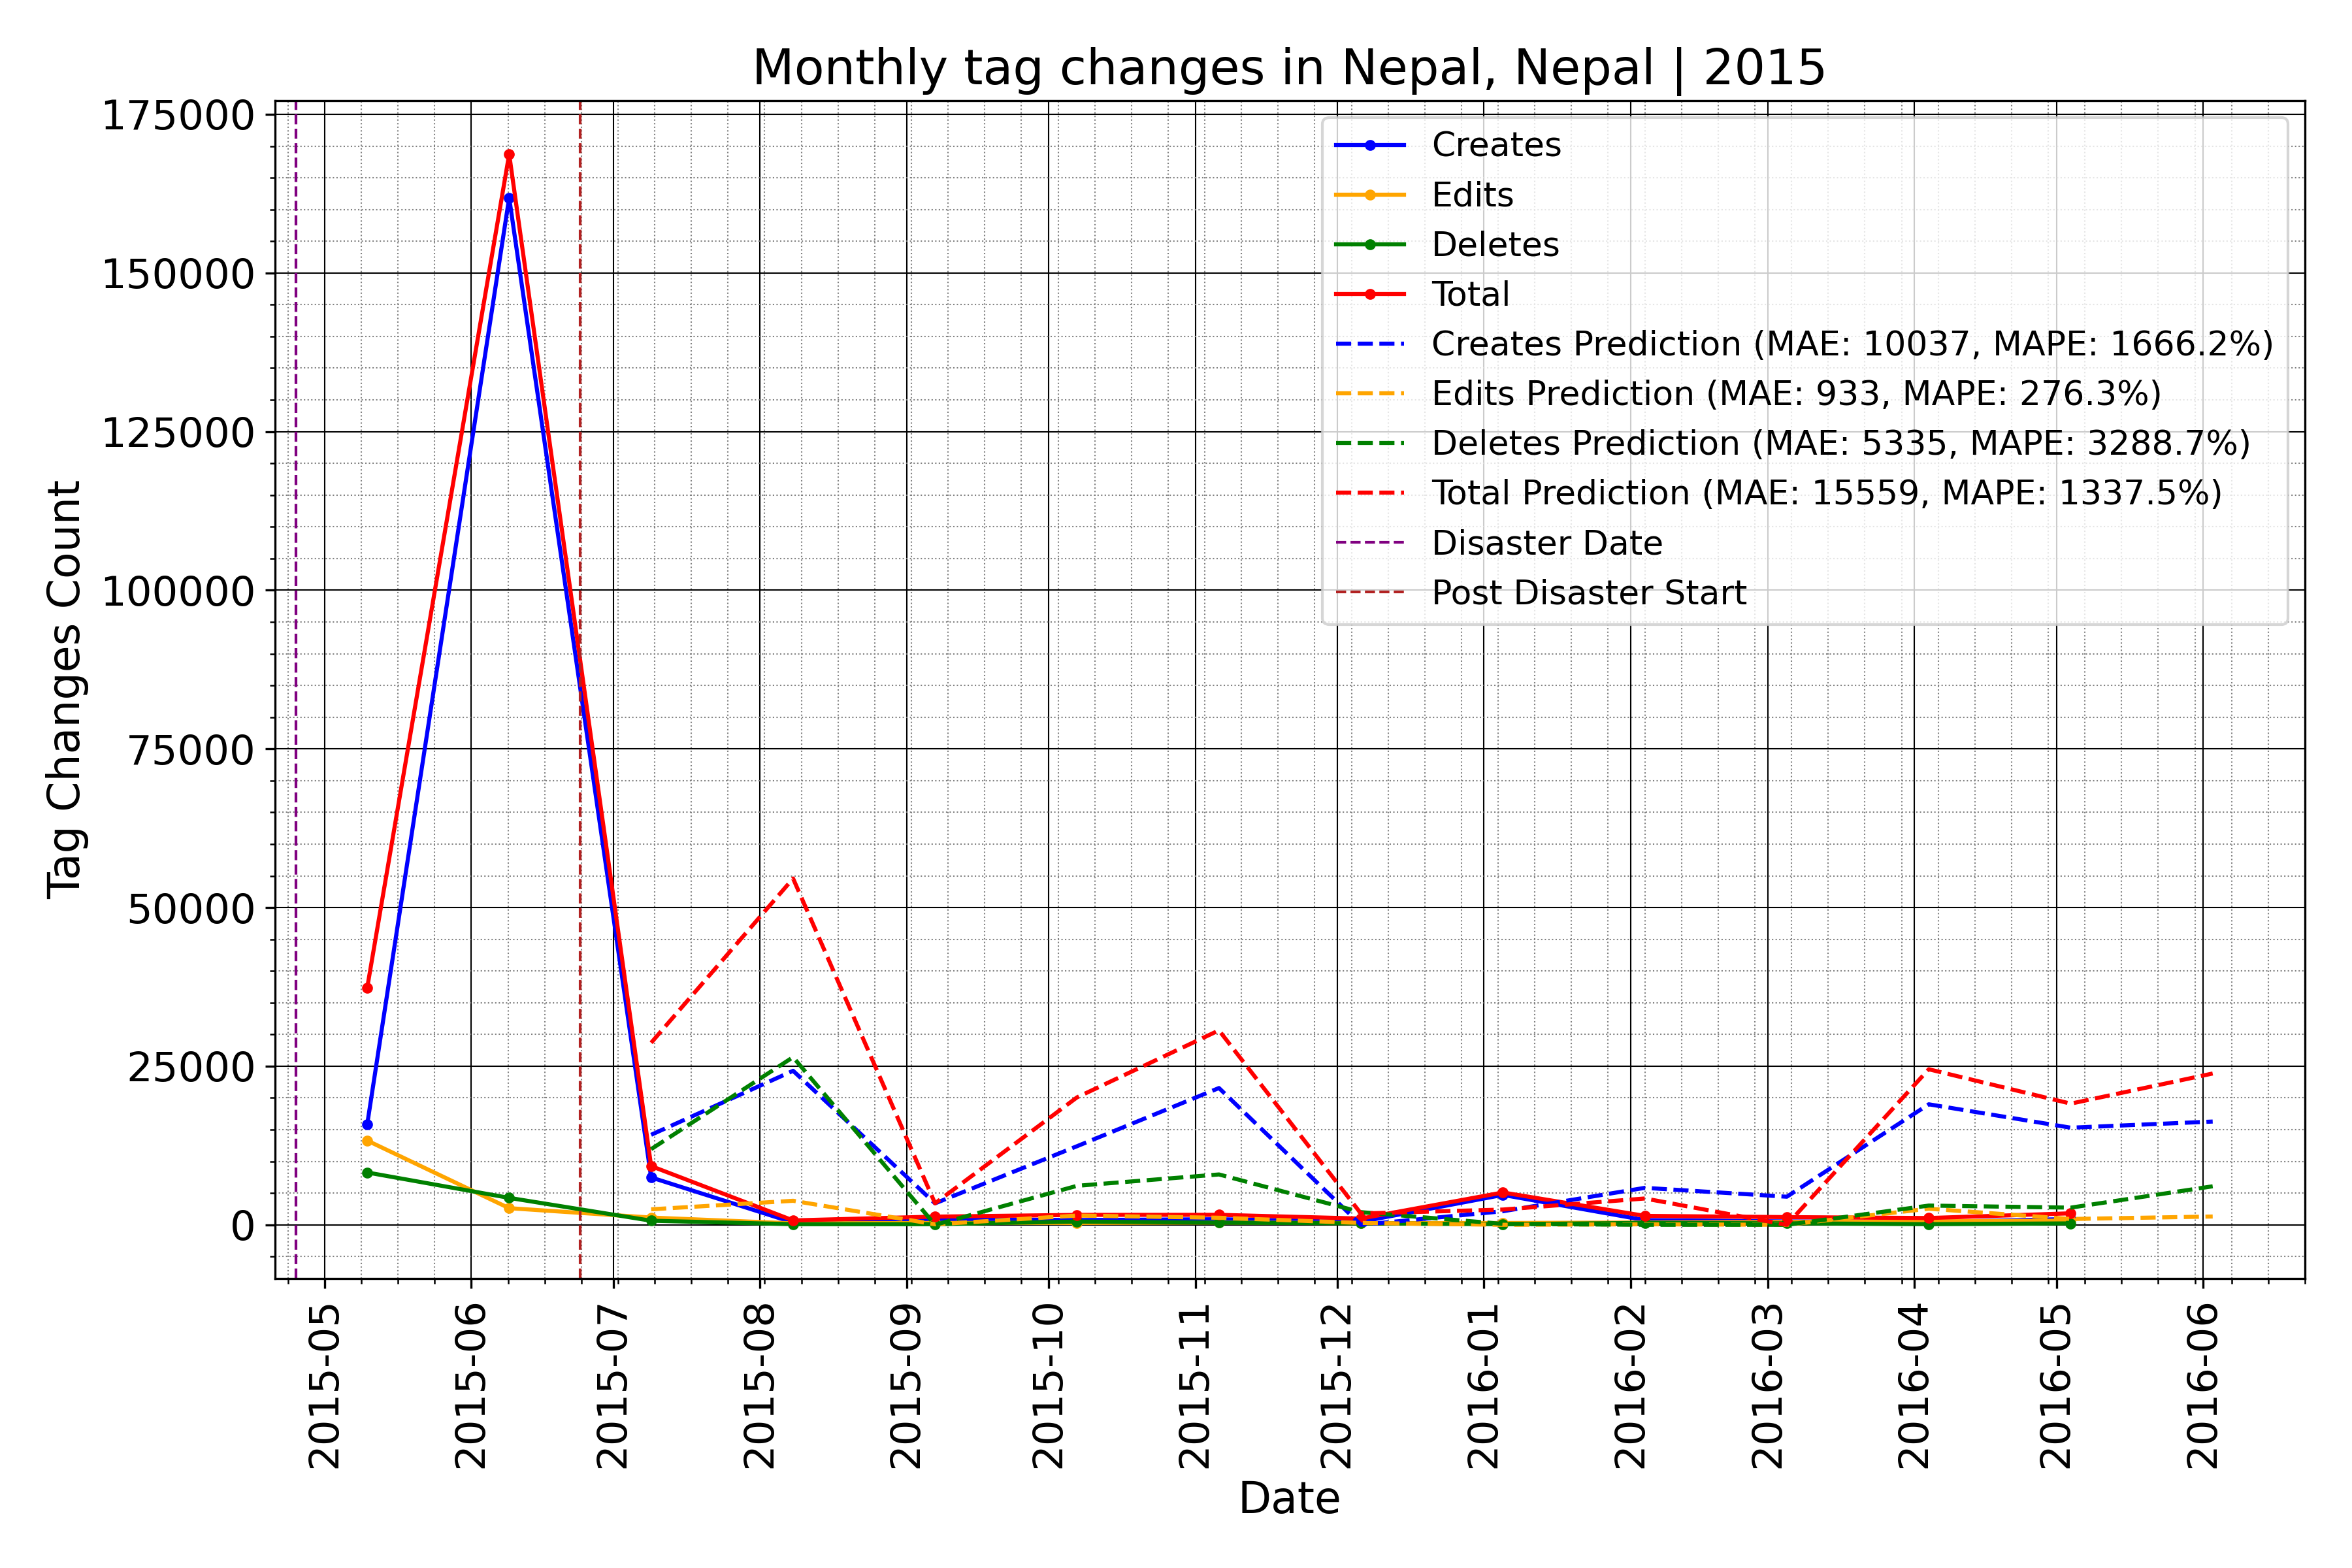 Monthly tag changes in Nepal, Nepal | 2015
175000
150000
125000
100000
75000
50000
25000
0
Tag Changes Count
Creates
Edits
Deletes
Total
Creates Prediction (MAE: 10037, MAPE: 1666.2%)
Edits Prediction (MAE: 933, MAPE: 276.3%)
Deletes Prediction (MAE: 5335, MAPE: 3288.7%)
Total Prediction (MAE: 15559, MAPE: 1337.5%)
Disaster Date
Post Disaster Start
2015-05
2015-06
2015-07
2015-08
2015-09
2015-10
2015-11
2015-12
2016-01
2016-02
2016-03
2016-04
2016-05
2016-06
Date